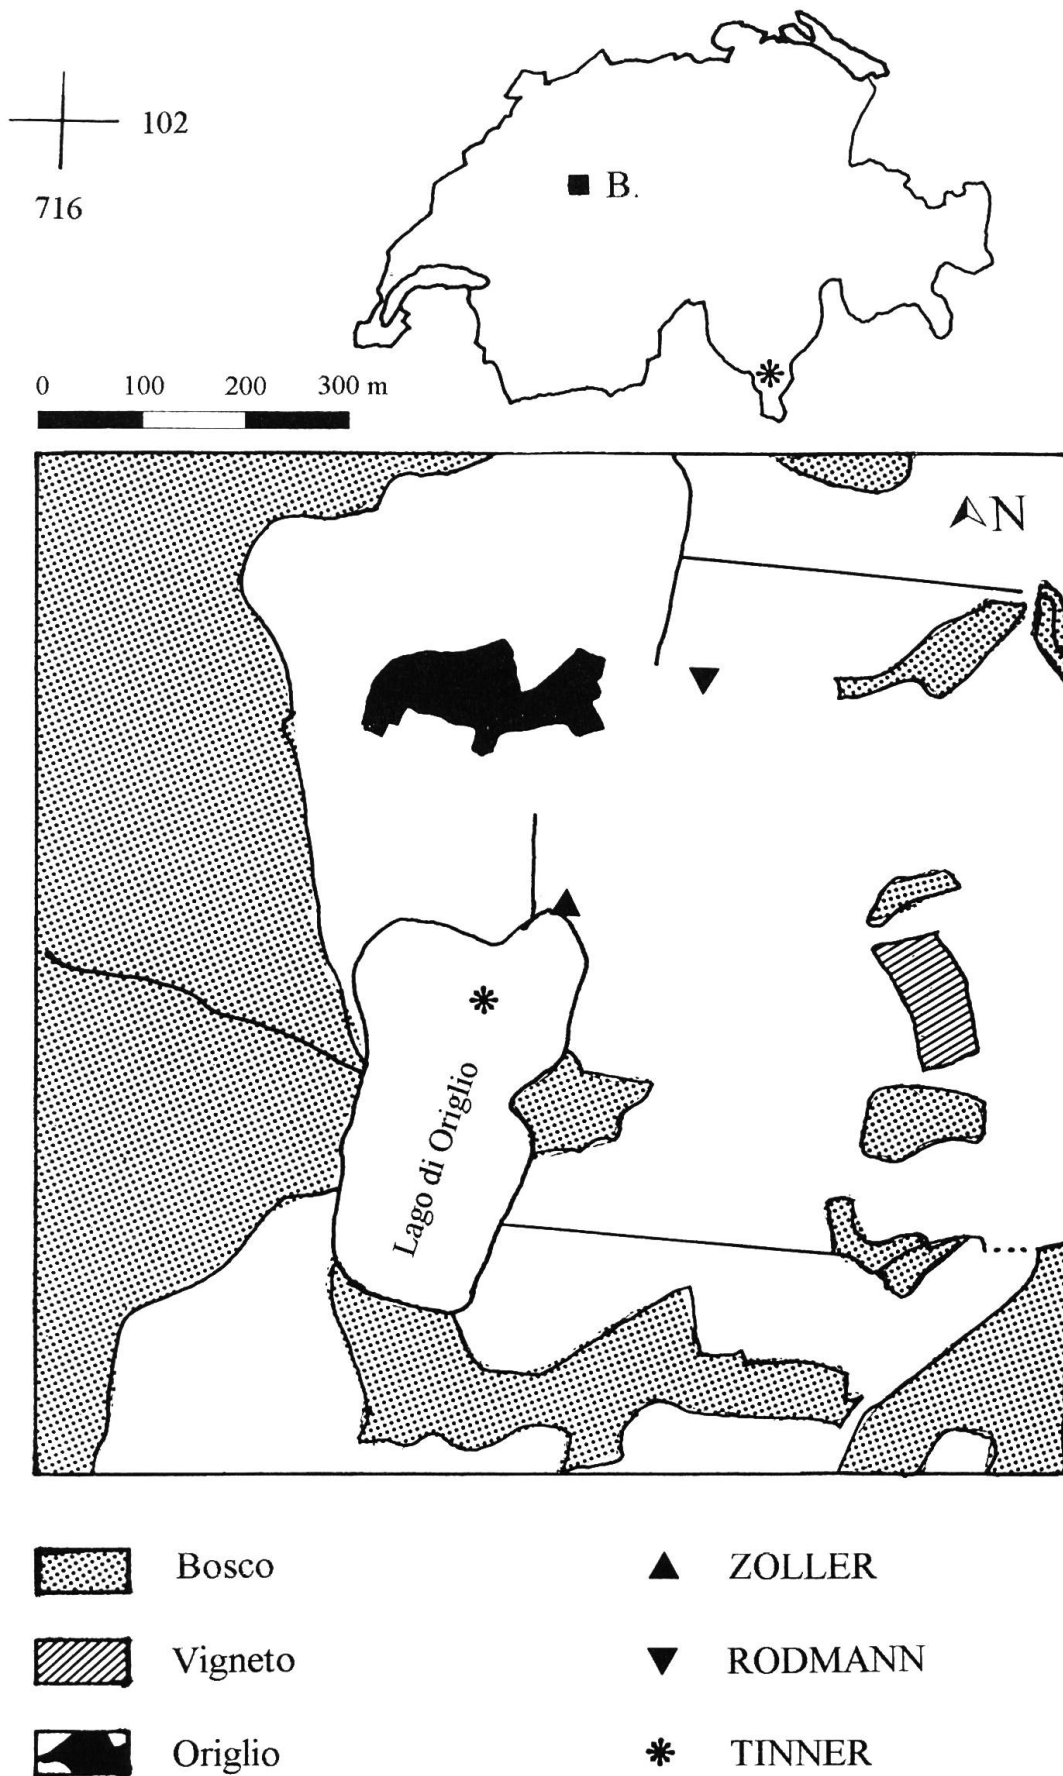 102
716
B.
0 100 200 300 m
N
Lago di Origlio
Bosco
Vigneto
Origlio
ZOLLER
RODMANN
TINNER